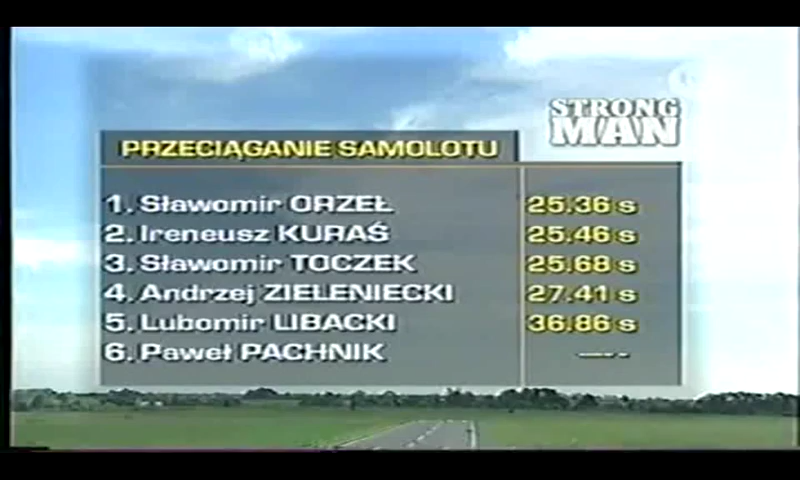 STRONG
MAN
PRZECIĄGANIE SAMOLOTU
1. Sławomir ORZEŁ 25.36 s
2. Ireneusz KURAŚ 25.46 s
3. Sławomir TOCZEK 25.68 s
4. Andrzej ZIELENIECKI 27.41 s
5. Lubomir LIBACKI 36.86 s
6. Paweł PACHNIK —.-